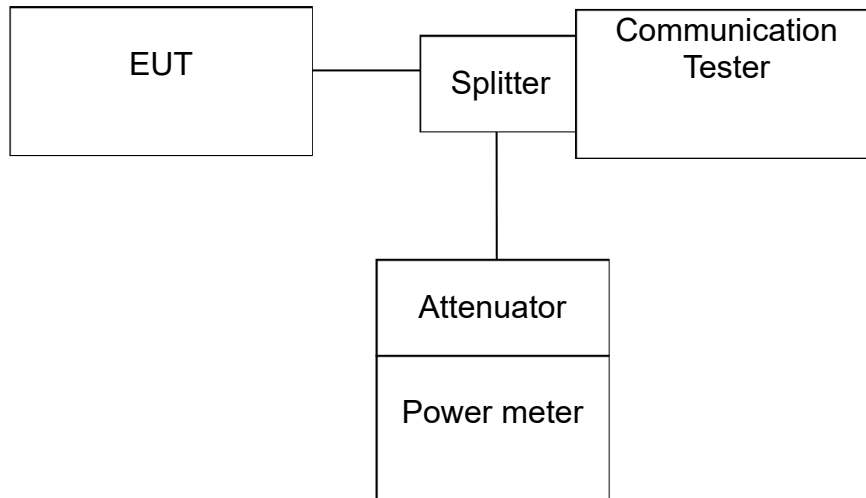 EUT
Splitter
Communication
Tester
Attenuator
Power meter